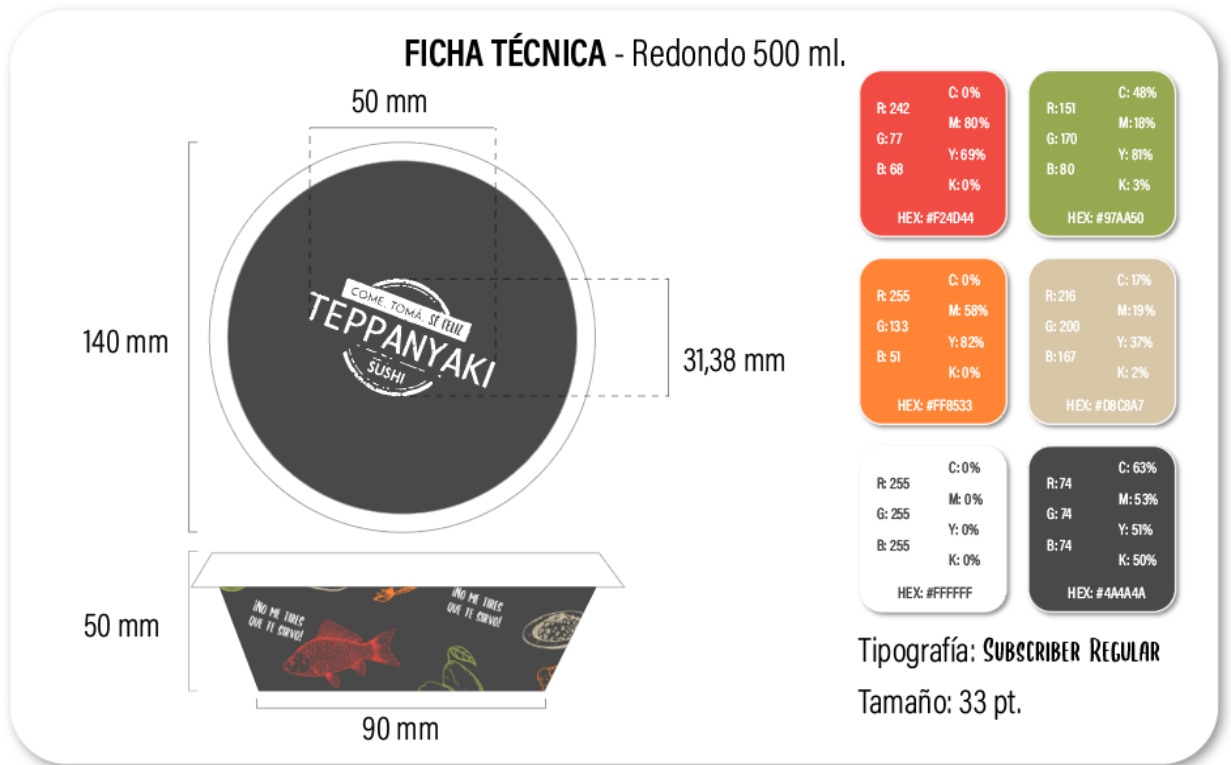 FICHA TÉCNICA - Redondo 500 ml.
50 mm
140 mm
COME, TOMÁ, SÉ FELIZ
TEPPANYAKI
SUSHI
31,38 mm
50 mm
¡NO ME TIRES
QUE TE SIRVO!
¡NO ME TIRES
QUE TE SIRVO!
90 mm
R: 242
G: 77
B: 68
C: 0%
M: 80%
Y: 69%
K: 0%
HEX: #F24D44
R: 151
G: 170
B: 80
C: 48%
M: 18%
Y: 81%
K: 3%
HEX: #97AA50
R: 255
G: 133
B: 51
C: 0%
M: 58%
Y: 82%
K: 0%
HEX: #FF8533
R: 216
G: 200
B: 167
C: 17%
M: 19%
Y: 37%
K: 2%
HEX: #D8C8A7
R: 255
G: 255
B: 255
C: 0%
M: 0%
Y: 0%
K: 0%
HEX: #FFFFFF
R: 74
G: 74
B: 74
C: 63%
M: 53%
Y: 51%
K: 50%
HEX: #4A4A4A
Tipografía: SUBSCRIBER REGULAR
Tamaño: 33 pt.